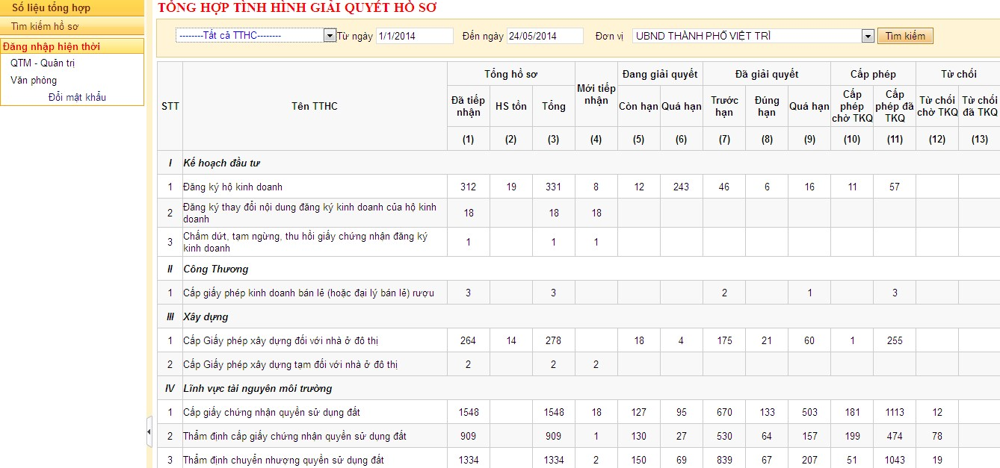 Số liệu tổng hợp
Tìm kiếm hồ sơ
Đăng nhập hiện thời
QTM - Quản trị
Văn phòng
Đổi mật khẩu
TỔNG HỢP TÌNH HÌNH GIẢI QUYẾT HỒ SƠ
--------Tất cả TTHC-------- Từ ngày 1/1/2014 Đến ngày 24/05/2014 Đơn vị UBND THÀNH PHỐ VIỆT TRÌ Tìm kiếm
STT Tên TTHC Tổng hồ sơ Mới tiếp nhận Đang giải quyết Đã giải quyết Cấp phép Từ chối
Đã tiếp nhận HS tồn Tổng Còn hạn Quá hạn Trước hạn Đúng hạn Quá hạn Cấp phép chờ TKQ Cấp phép đã TKQ Từ chối chờ TKQ Từ chối đã TKQ
(1) (2) (3) (4) (5) (6) (7) (8) (9) (10) (11) (12) (13)
I Kế hoạch đầu tư
1 Đăng ký hộ kinh doanh 312 19 331 8 12 243 46 6 16 11 57
2 Đăng ký thay đổi nội dung đăng ký kinh doanh của hộ kinh
doanh 18 18 18
3 Chấm dứt, tạm ngừng, thu hồi giấy chứng nhận đăng ký
kinh doanh 1 1 1
II Công Thương
1 Cấp giấy phép kinh doanh bán lẻ (hoặc đại lý bán lẻ) rượu 3 3 2 1 3
III Xây dựng
1 Cấp Giấy phép xây dựng đối với nhà ở đô thị 264 14 278 18 4 175 21 60 1 255
2 Cấp Giấy phép xây dựng tạm đối với nhà ở đô thị 2 2 2
IV Lĩnh vực tài nguyên môi trường
1 Cấp giấy chứng nhận quyền sử dụng đất 1548 1548 18 127 95 670 133 503 181 1113 12
2 Thẩm định cấp giấy chứng nhận quyền sử dụng đất 909 909 1 130 27 530 64 157 199 474 78
3 Thẩm định chuyển nhượng quyền sử dụng đất 1334 1334 2 150 69 839 67 207 51 1043 19